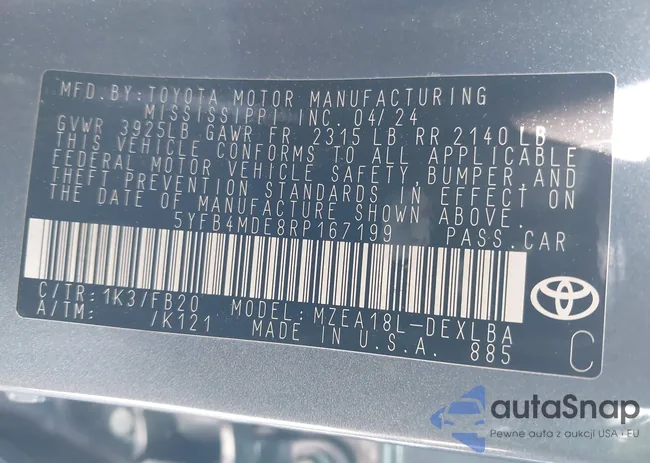 MFD.BY:TOYOTA MOTOR MANUFACTURING
MISSISSIPPI INC. 04/24
GVWR 3925LB GAWR FR 2315 LB RR 2140 LB
THIS VEHICLE CONFORMS TO ALL APPLICABLE
FEDERAL MOTOR VEHICLE SAFETY, BUMPER AND
THEFT PREVENTION STANDARDS IN EFFECT ON
THE DATE OF MANUFACTURE SHOWN ABOVE.
5YFB4MDE8RP167199 PASS.CAR
C/TR:1K3/FB20 MODEL:MZEA18L-DEXLBA
A/TM: /K121 MADE IN U.S.A. 885
C
autaSnap
Pewne auta z aukcji USA i EU